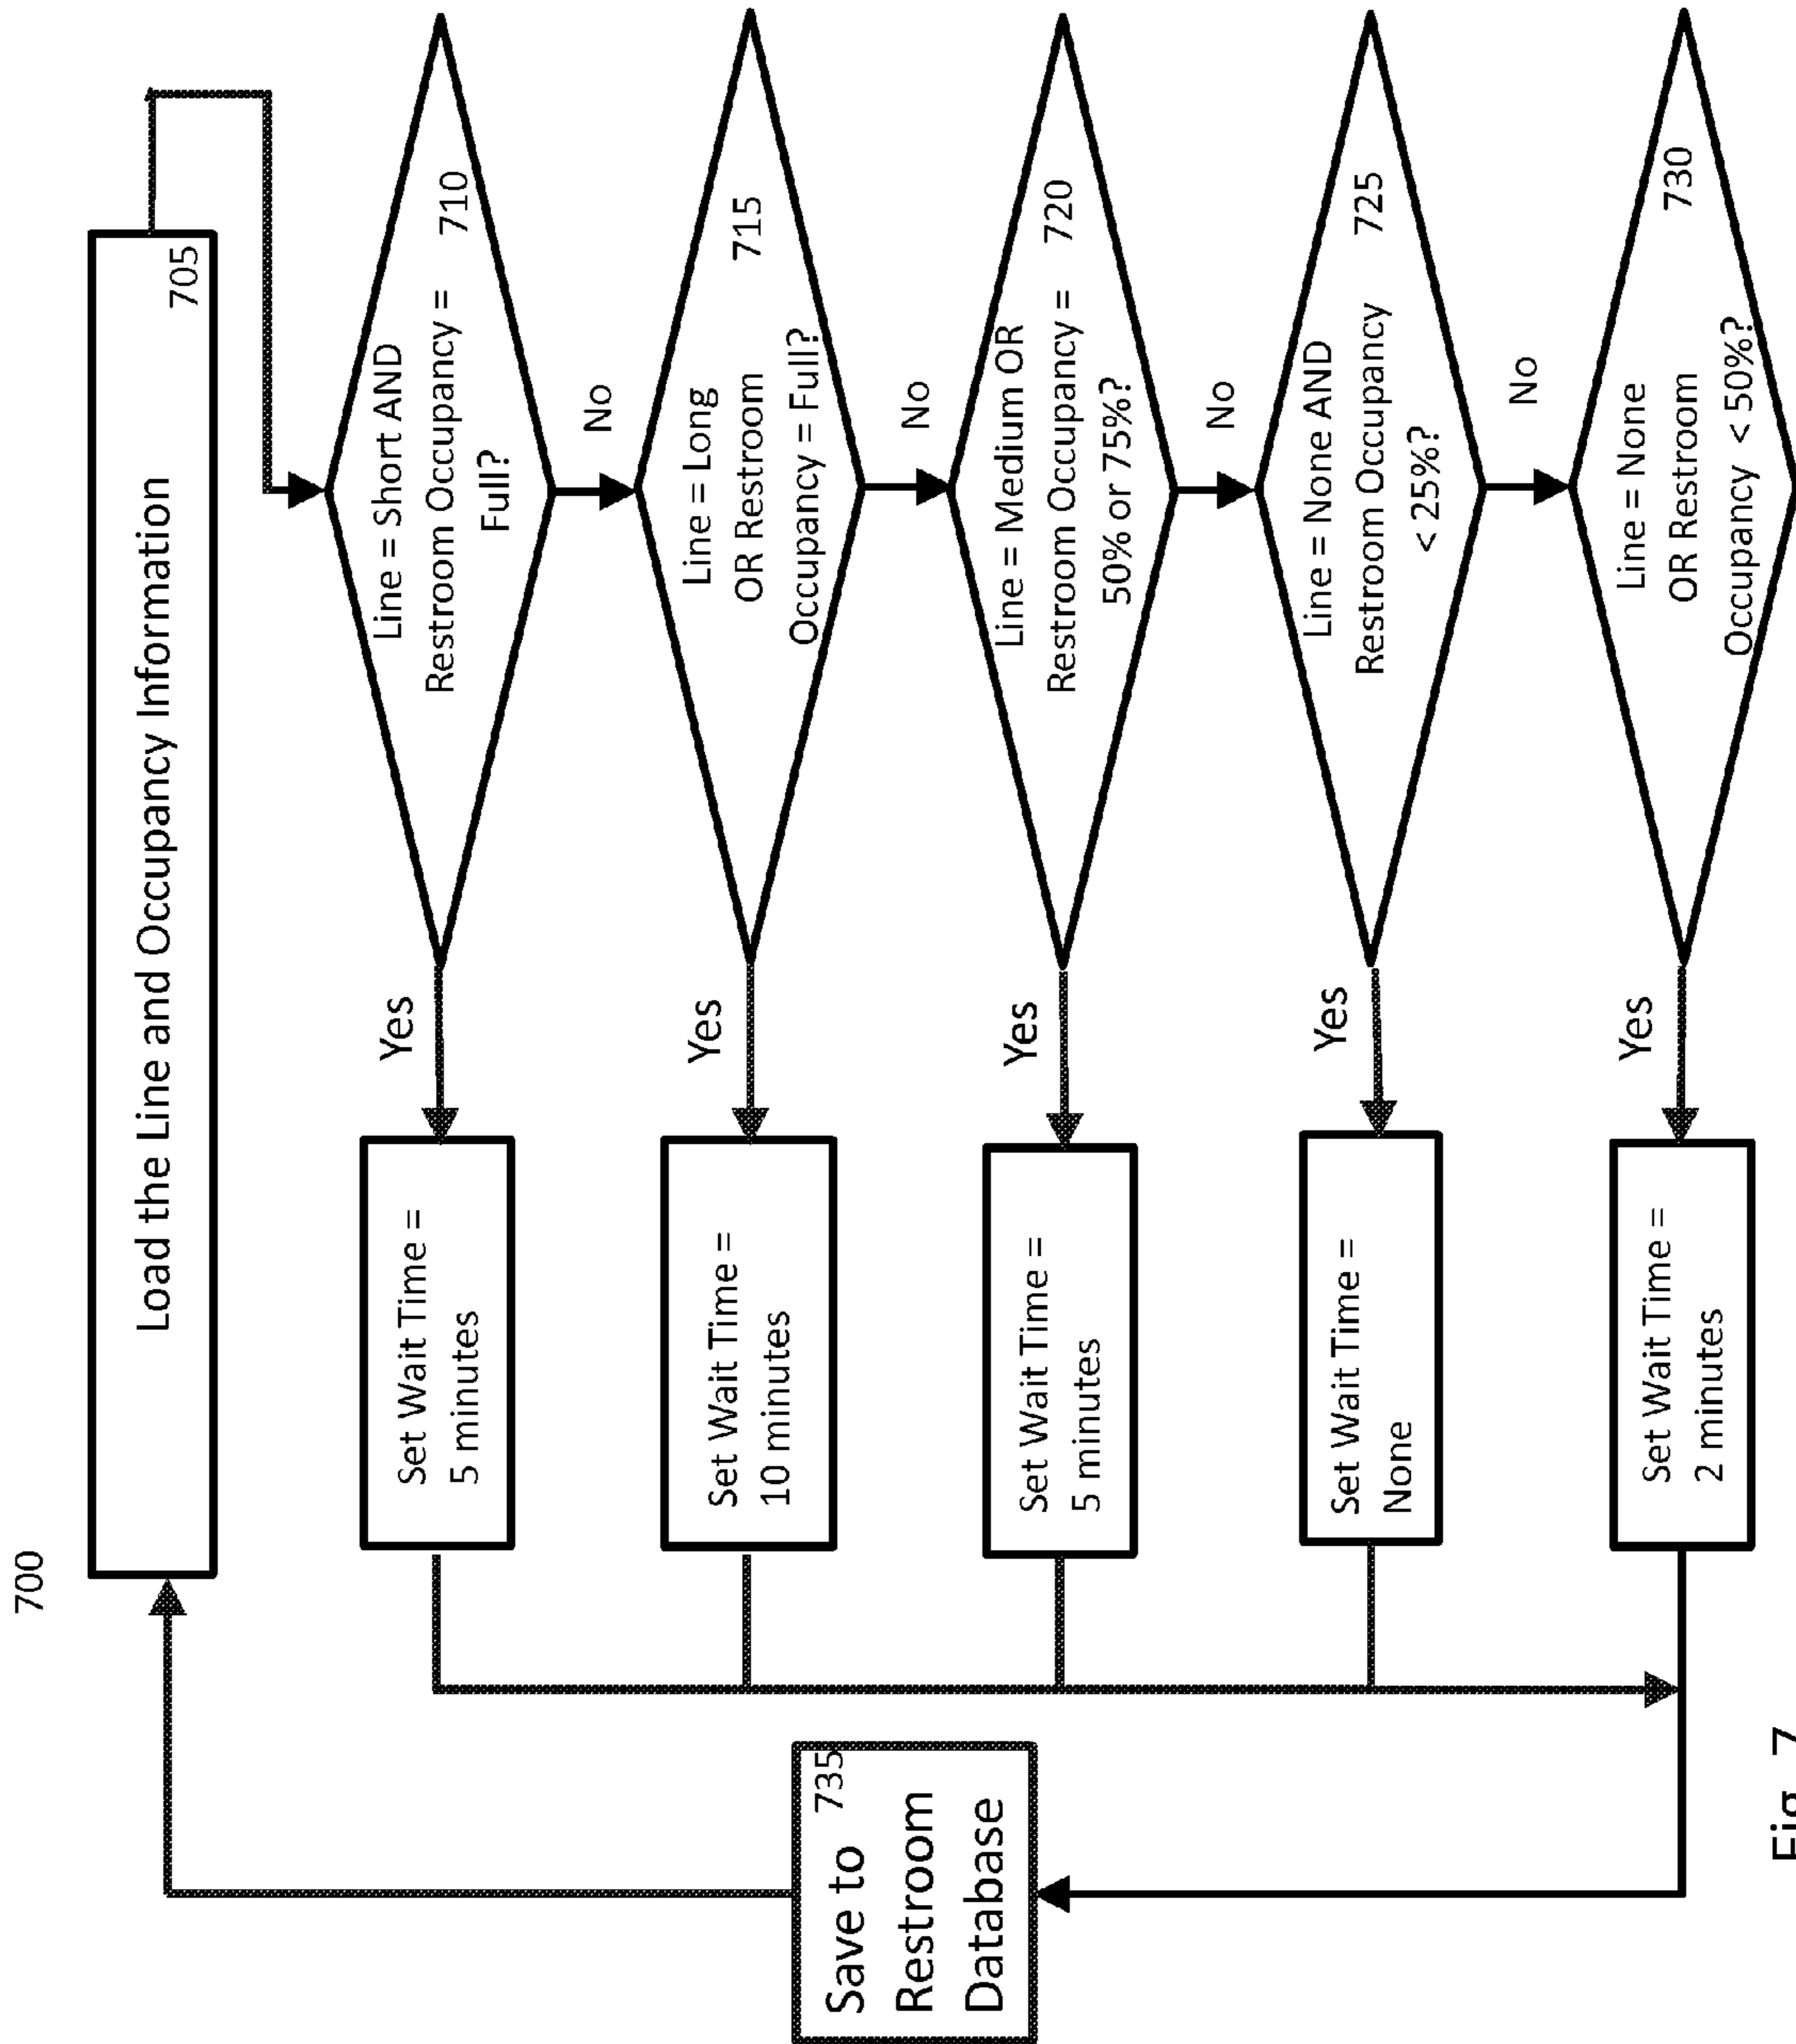 700
Load the Line and Occupancy Information
705
Line = Short AND
Restroom Occupancy =
Full?
710
Yes
Set Wait Time =
5 minutes
No
Line = Long
OR Restroom
Occupancy = Full?
715
Yes
Set Wait Time =
10 minutes
No
Line = Medium OR
Restroom Occupancy =
50% or 75%?
720
Yes
Set Wait Time =
5 minutes
No
Line = None AND
Restroom Occupancy
< 25%?
725
Yes
Set Wait Time =
None
No
Line = None
OR Restroom
Occupancy < 50%?
730
Yes
Set Wait Time =
2 minutes
Save to
735
Restroom
Database
Fig. 7